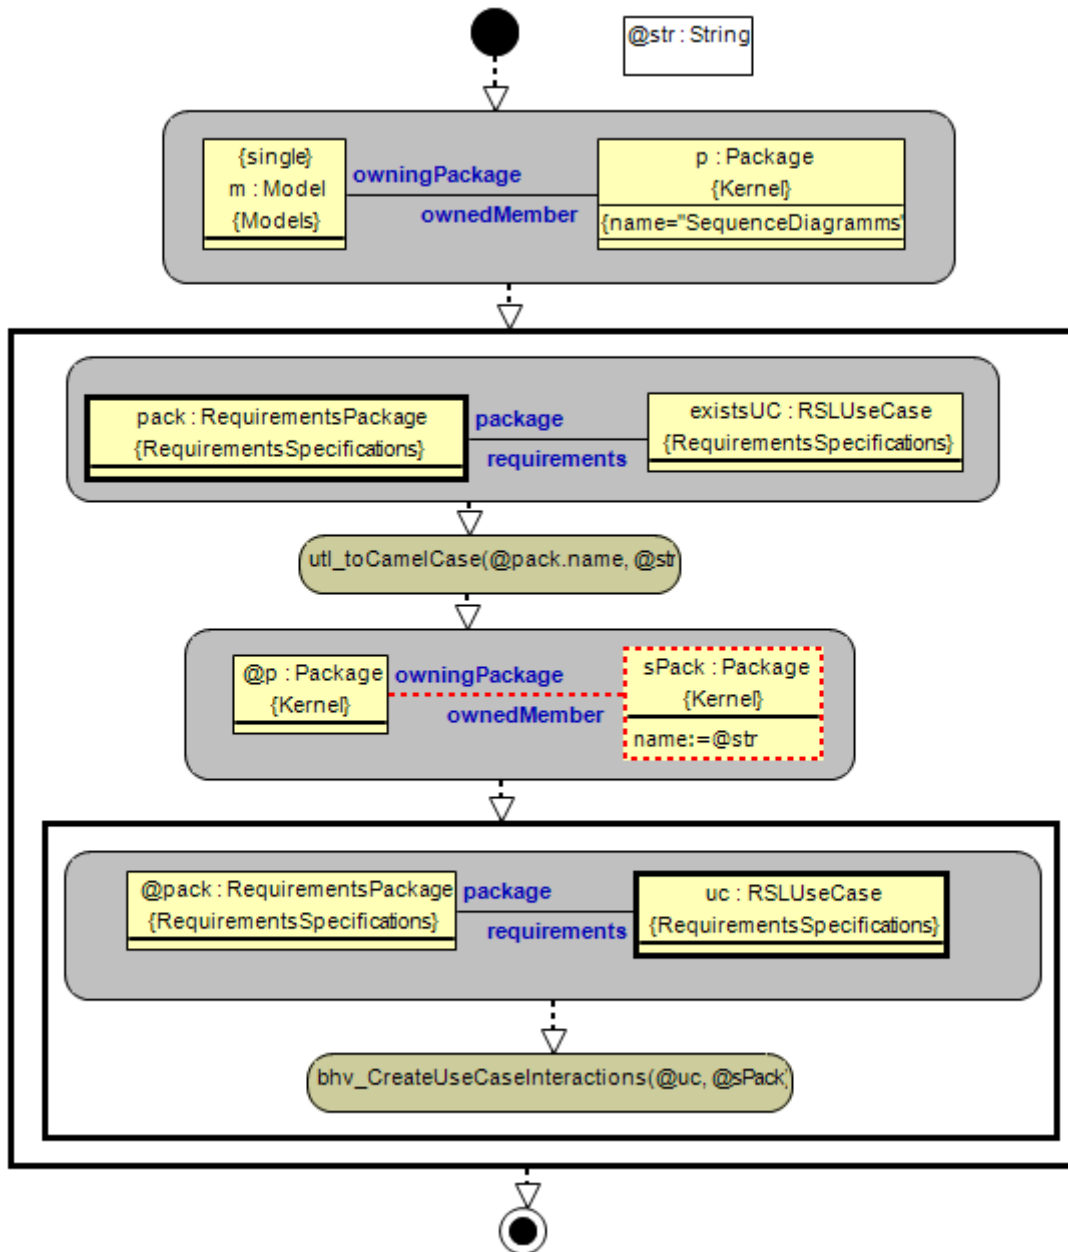 @str : String
{single}
m : Model
{Models}
owningPackage
ownedMember
p : Package
{Kernel}
{name="SequenceDiagramms"
pack : RequirementsPackage
{RequirementsSpecifications}
package
requirements
existsUC : RSLUseCase
{RequirementsSpecifications}
utl_toCamelCase(@pack.name, @str
@p : Package
{Kernel}
owningPackage
ownedMember
sPack : Package
{Kernel}
name:=@str
@pack : RequirementsPackage
{RequirementsSpecifications}
package
requirements
uc : RSLUseCase
{RequirementsSpecifications}
bhv_CreateUseCaseInteractions(@uc, @sPack)